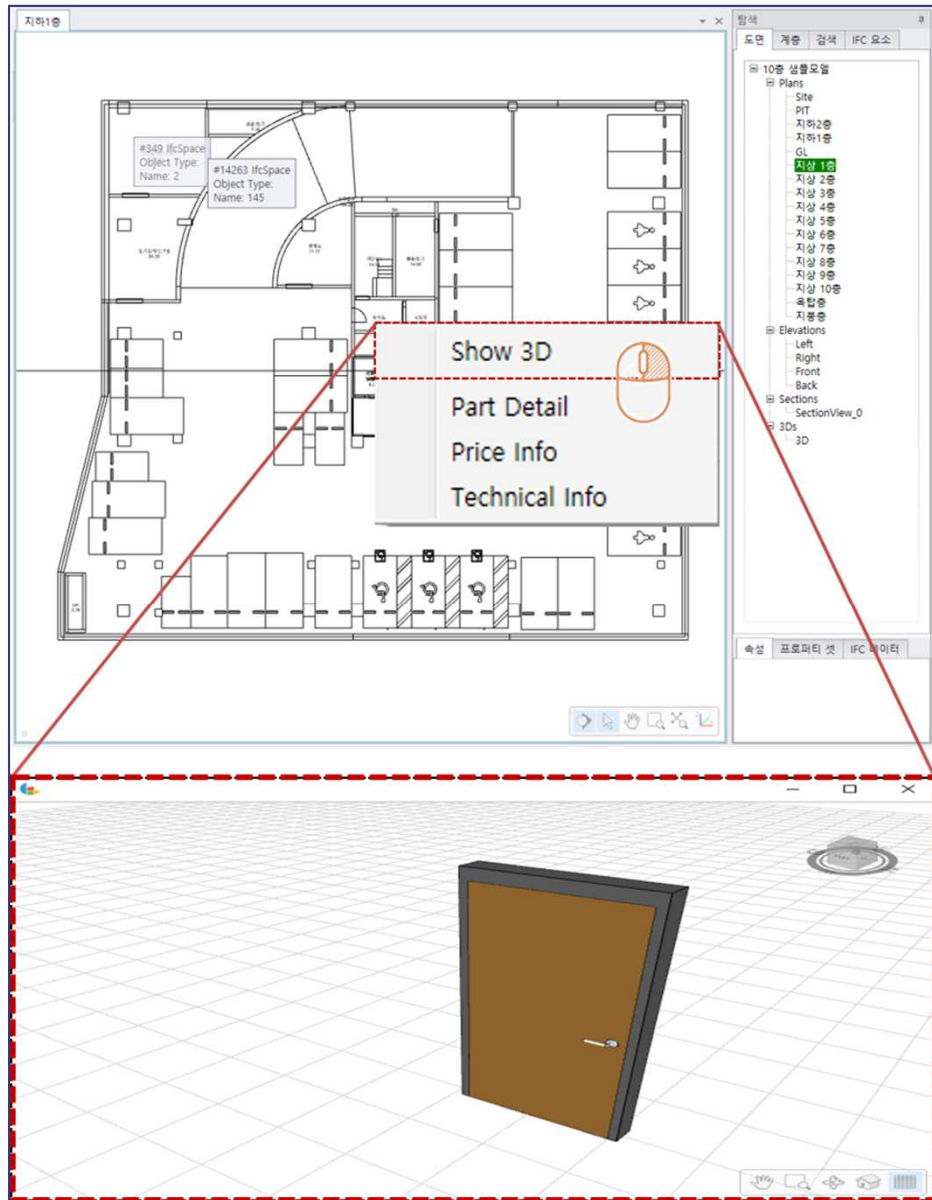 지하1층
#349 IfcSpace
Object Type:
Name: 2
#14263 IfcSpace
Object Type:
Name: 145
Show 3D
Part Detail
Price Info
Technical Info
탐색
도면 계층 검색 IFC 요소
10층 샘플모델
Plans
Site
PIT
지하2층
지하1층
GL
지상 1층
지상 2층
지상 3층
지상 4층
지상 5층
지상 6층
지상 7층
지상 8층
지상 9층
지상 10층
옥탑층
지붕층
Elevations
Left
Right
Front
Back
Sections
SectionView_0
3Ds
3D
속성 프로퍼티 셋 IFC 데이터